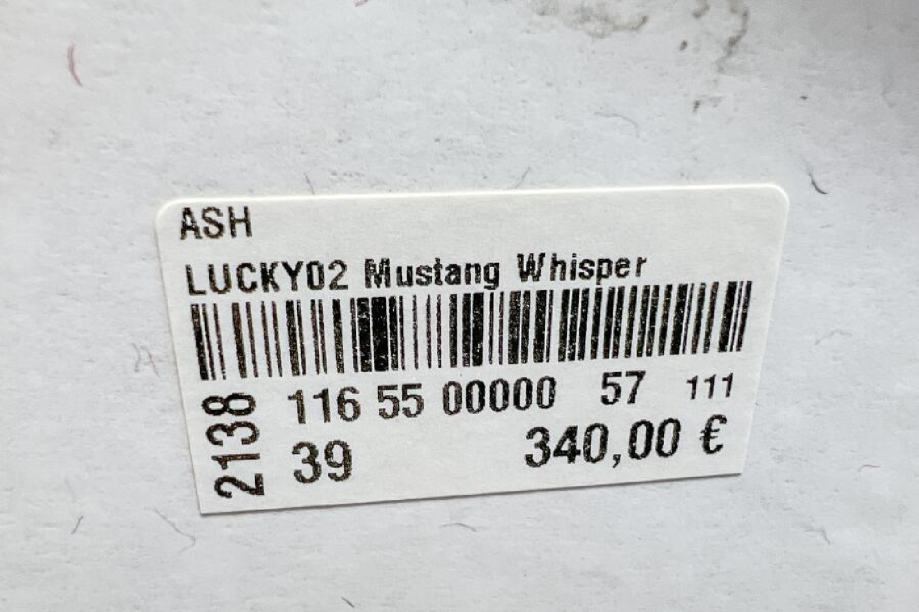 ASH
LUCKY02 Mustang Whisper
116 55 00000 57 111
2138
39 340,00 €